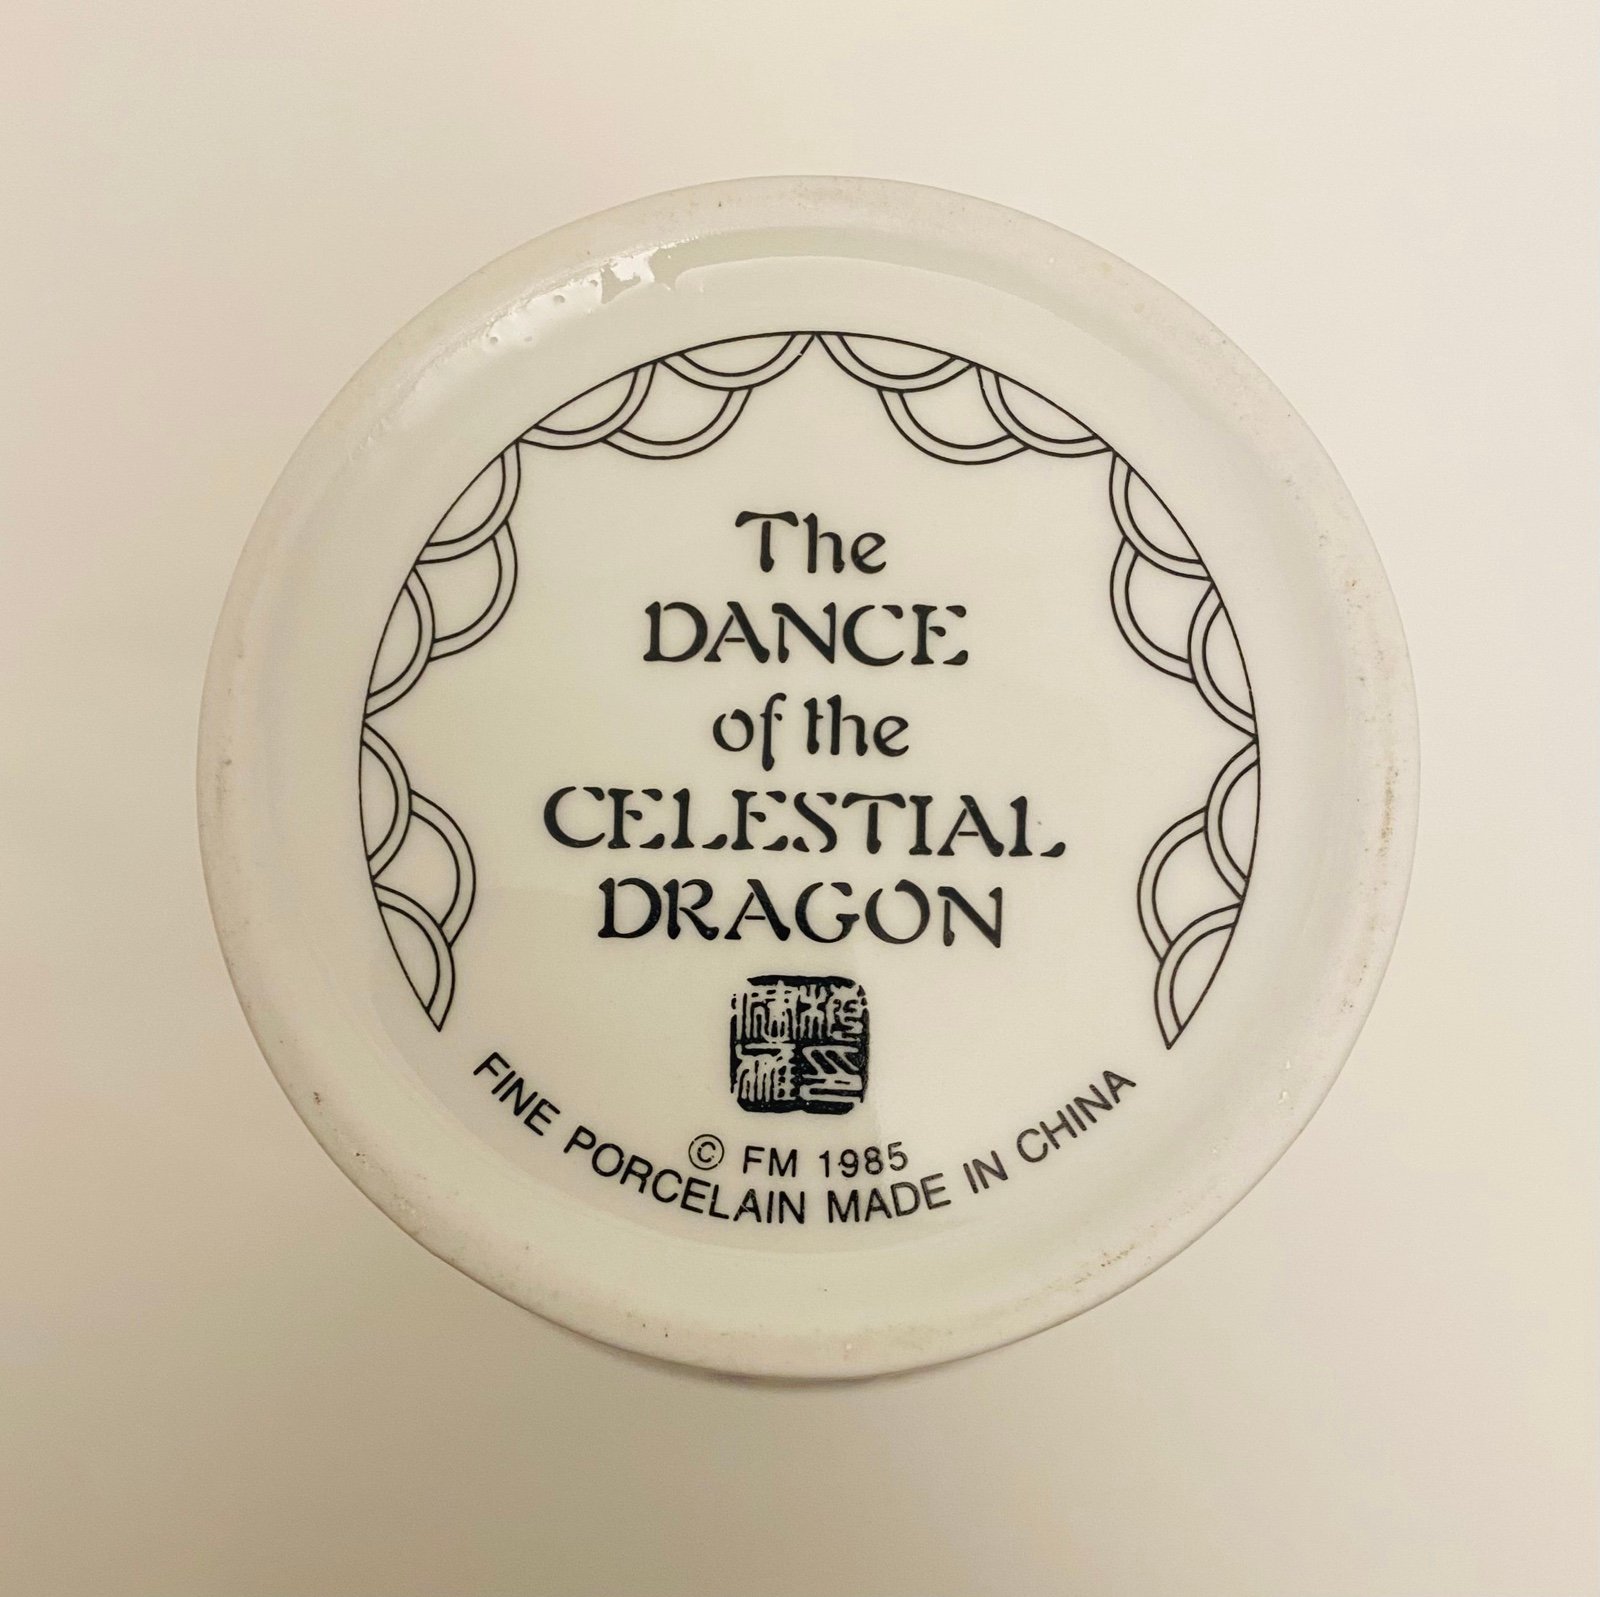 The
DANCE
of the
CELESTIAL
DRAGON
© FM 1985
FINE PORCELAIN MADE IN CHINA